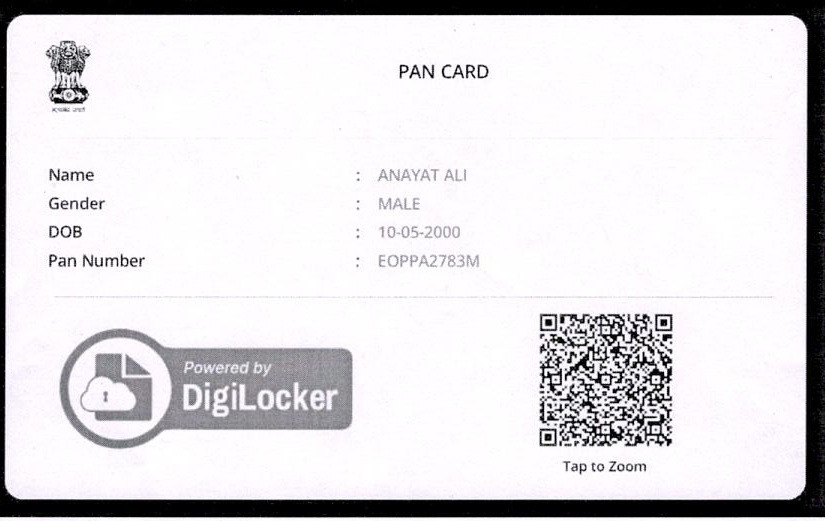 PAN CARD
Name : ANAYAT ALI
Gender : MALE
DOB : 10-05-2000
Pan Number : EOPPA2783M
Powered by
DigiLocker
Tap to Zoom